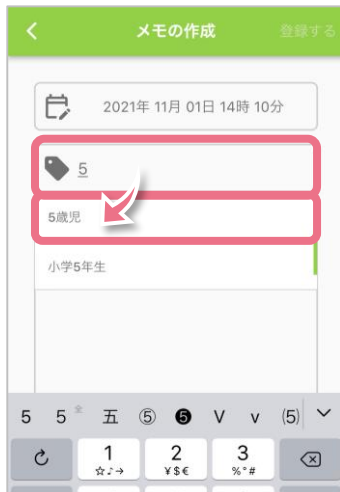 メモの作成 登録する
2021年 11月 01日 14時 10分
5
5歳児
小学5年生
5 5全 五 ⑤ ❺ V v (5)
1 2 3
☆♪→ ¥$€ %°#